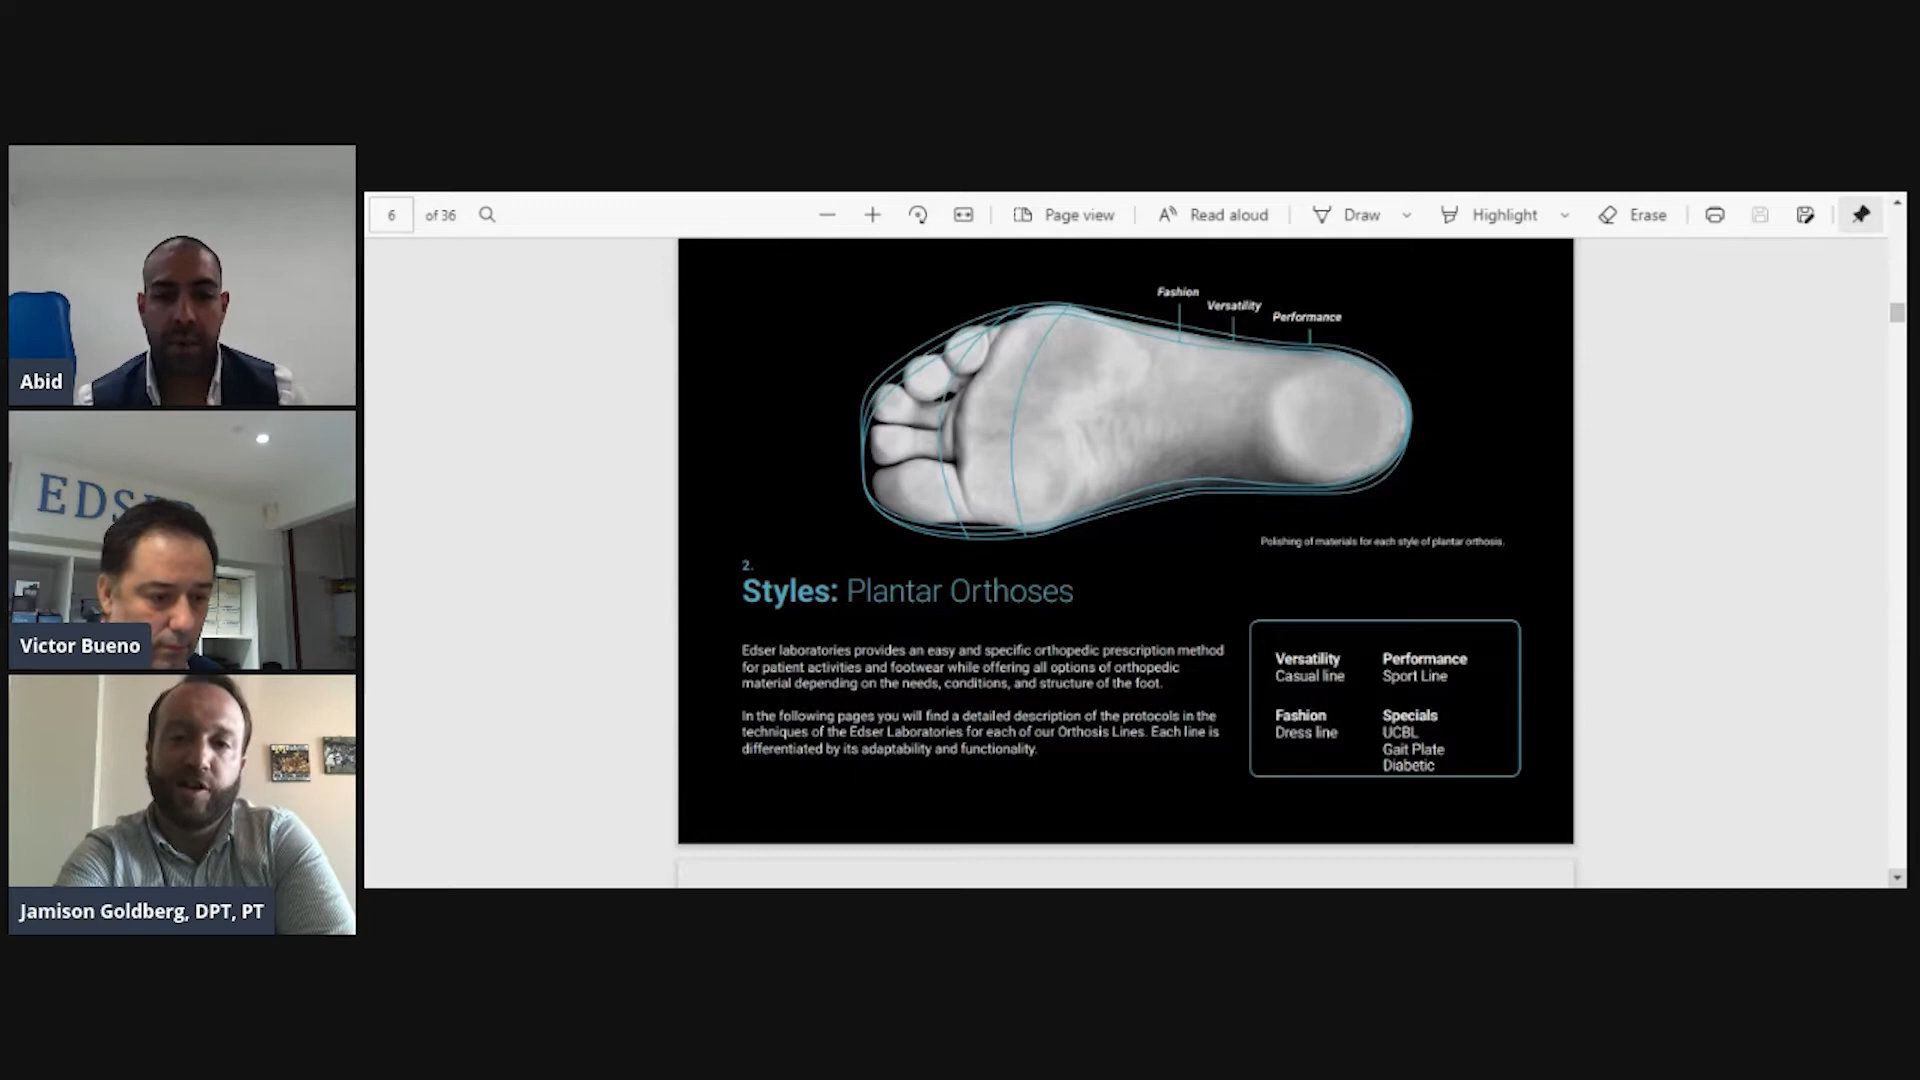 Abid
EDSER
Victor Bueno
Jamison Goldberg, DPT, PT
6 of 36
Page view
Read aloud
Draw
Highlight
Erase
Fashion
Versatility
Performance
Polishing of materials for each style of plantar orthosis.
2.
Styles: Plantar Orthoses
Edser laboratories provides an easy and specific orthopedic prescription method
for patient activities and footwear while offering all options of orthopedic
material depending on the needs, conditions, and structure of the foot.
In the following pages you will find a detailed description of the protocols in the
techniques of the Edser Laboratories for each of our Orthosis Lines. Each line is
differentiated by its adaptability and functionality.
Versatility
Casual line
Fashion
Dress line
Performance
Sport Line
Specials
UCBL
Gait Plate
Diabetic